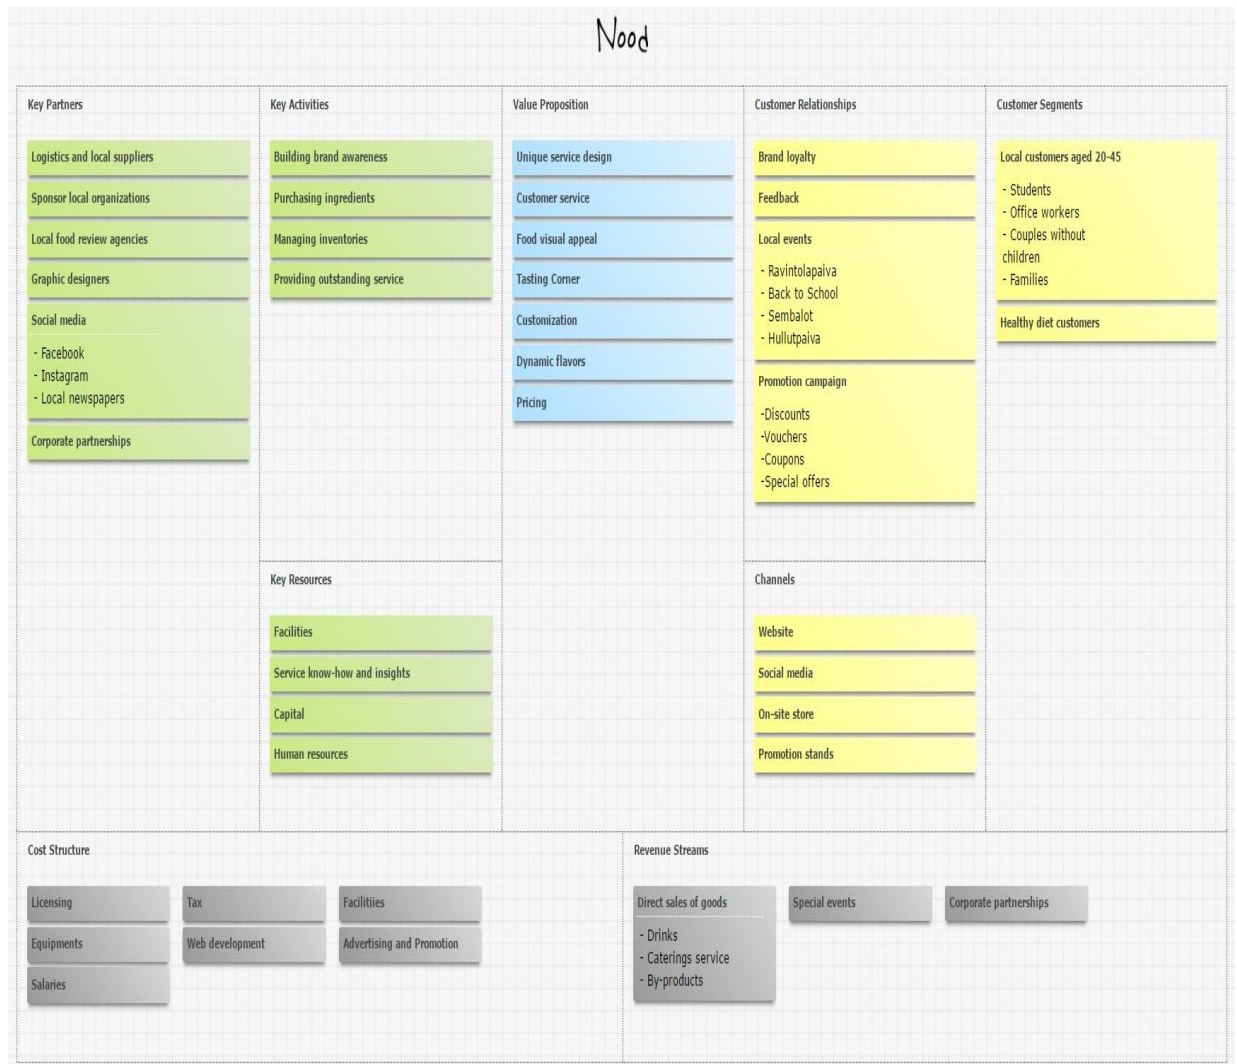 Nood
Key Partners
Logistics and local suppliers
Sponsor local organizations
Local food review agencies
Graphic designers
Social media
- Facebook
- Instagram
- Local newspapers
Corporate partnerships
Key Activities
Building brand awareness
Purchasing ingredients
Managing inventories
Providing outstanding service
Key Resources
Facilities
Service know-how and insights
Capital
Human resources
Value Proposition
Unique service design
Customer service
Food visual appeal
Tasting Corner
Customization
Dynamic flavors
Pricing
Customer Relationships
Brand loyalty
Feedback
Local events
- Ravintolapaiva
- Back to School
- Sembalot
- Hullutpaiva
Promotion campaign
-Discounts
-Vouchers
-Coupons
-Special offers
Channels
Website
Social media
On-site store
Promotion stands
Customer Segments
Local customers aged 20-45
- Students
- Office workers
- Couples without
children
- Families
Healthy diet customers
Cost Structure
Licensing
Tax
Facilitiies
Equipments
Web development
Advertising and Promotion
Salaries
Revenue Streams
Direct sales of goods
- Drinks
- Caterings service
- By-products
Special events
Corporate partnerships